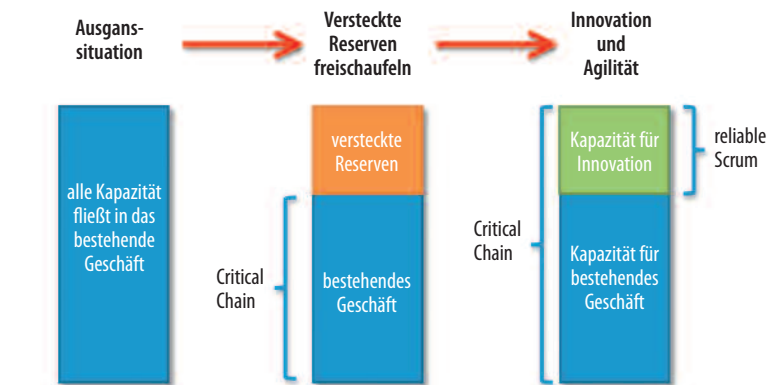 Ausgans-
situation
Versteckte
Reserven
freischaufeln
Innovation
und
Agilität
alle Kapazität
fließt in das
bestehende
Geschäft
versteckte
Reserven
Critical
Chain
bestehendes
Geschäft
Kapazität für
Innovation
reliable
Scrum
Critical
Chain
Kapazität für
bestehendes
Geschäft